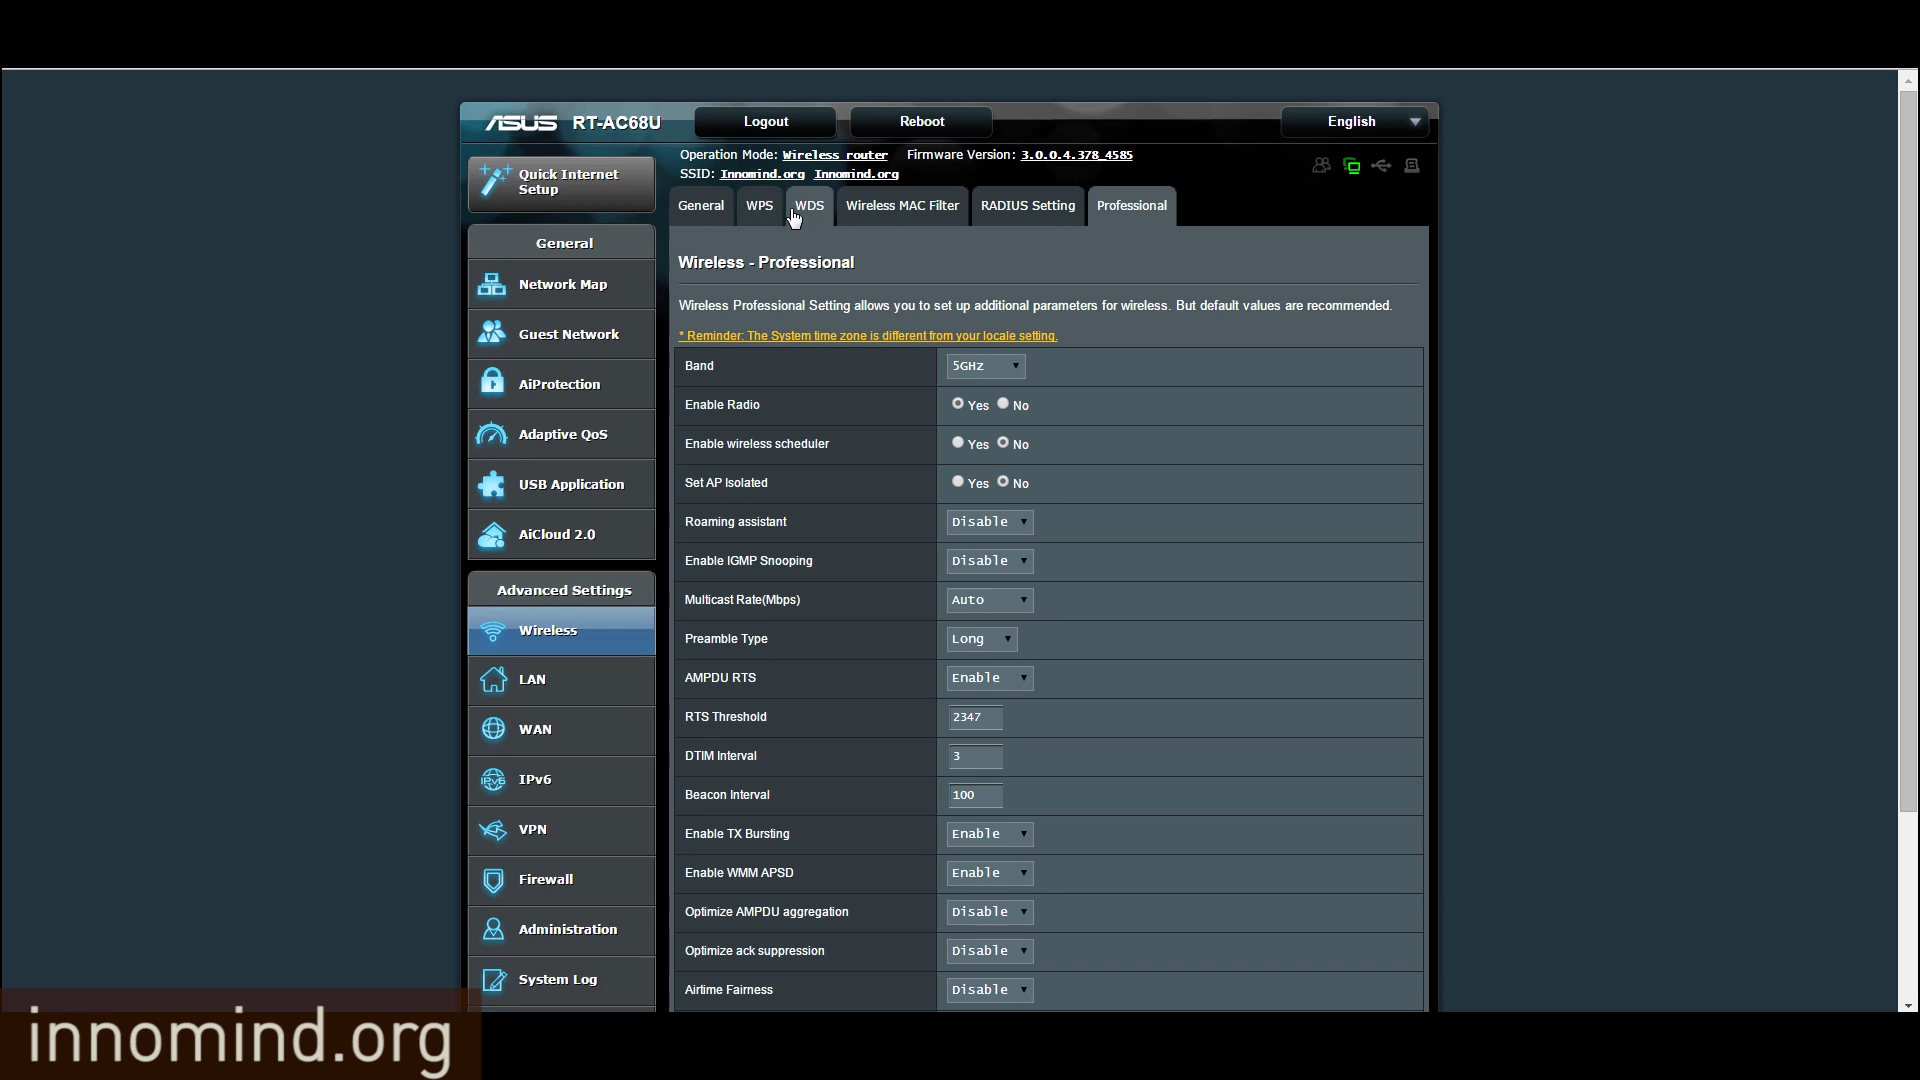 ASUS RT-AC68U Logout Reboot English
Operation Mode: Wireless router Firmware Version: 3.0.0.4.378_4585
SSID: Innomind.org Innomind.org
Quick Internet
Setup
General
Network Map
Guest Network
AiProtection
Adaptive QoS
USB Application
AiCloud 2.0
Advanced Settings
Wireless
LAN
WAN
IPv6
IPv6
VPN
Firewall
Administration
System Log
General WPS WDS Wireless MAC Filter RADIUS Setting Professional
Wireless - Professional
Wireless Professional Setting allows you to set up additional parameters for wireless. But default values are recommended.
* Reminder: The System time zone is different from your locale setting.
Band 5GHz
Enable Radio Yes No
Enable wireless scheduler Yes No
Set AP Isolated Yes No
Roaming assistant Disable
Enable IGMP Snooping Disable
Multicast Rate(Mbps) Auto
Preamble Type Long
AMPDU RTS Enable
RTS Threshold 2347
DTIM Interval 3
Beacon Interval 100
Enable TX Bursting Enable
Enable WMM APSD Enable
Optimize AMPDU aggregation Disable
Optimize ack suppression Disable
Airtime Fairness Disable
innomind.org